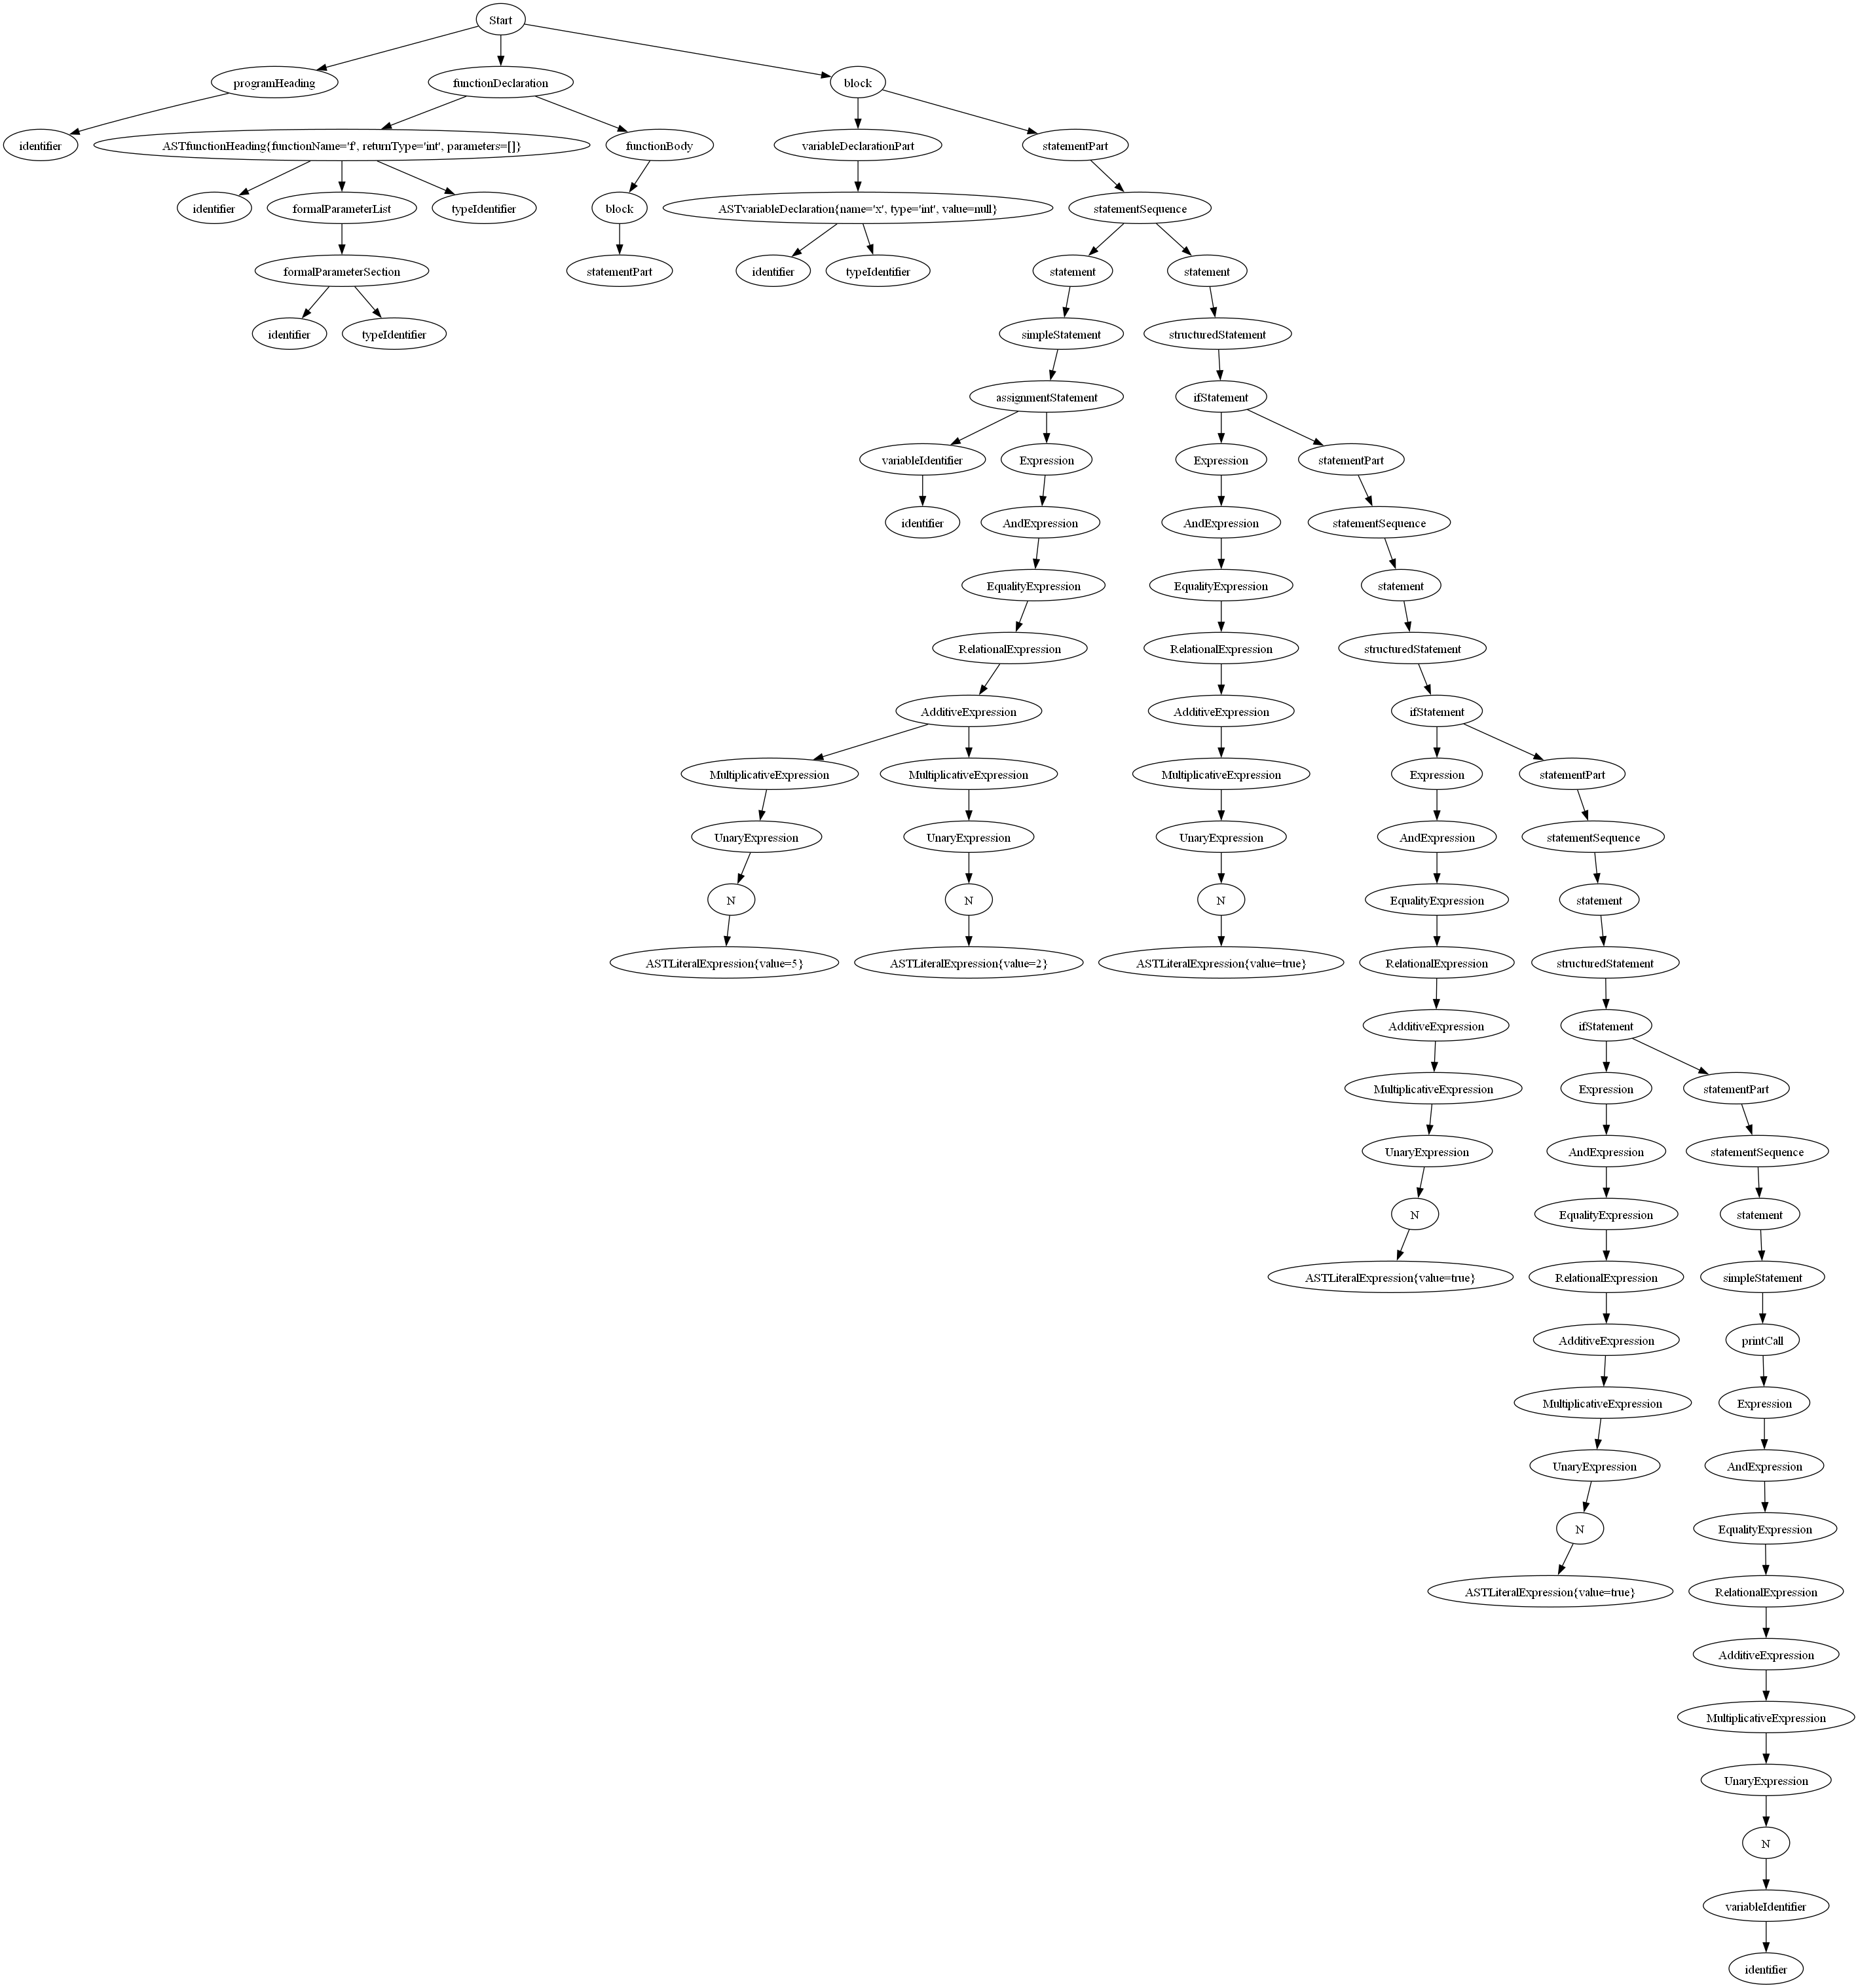 Start
programHeading
functionDeclaration
block
identifier
ASTfunctionHeading{functionName='f', returnType='int', parameters=[]}
functionBody
variableDeclarationPart
statementPart
identifier
formalParameterList
typeIdentifier
block
ASTvariableDeclaration{name='x', type='int', value=null}
statementSequence
formalParameterSection
statementPart
identifier
typeIdentifier
statement
statement
identifier
typeIdentifier
simpleStatement
structuredStatement
assignmentStatement
ifStatement
variableIdentifier
Expression
Expression
statementPart
identifier
AndExpression
AndExpression
statementSequence
EqualityExpression
EqualityExpression
statement
RelationalExpression
RelationalExpression
structuredStatement
AdditiveExpression
AdditiveExpression
ifStatement
MultiplicativeExpression
MultiplicativeExpression
MultiplicativeExpression
Expression
statementPart
UnaryExpression
UnaryExpression
UnaryExpression
AndExpression
statementSequence
N
N
N
EqualityExpression
statement
ASTLiteralExpression{value=5}
ASTLiteralExpression{value=2}
ASTLiteralExpression{value=true}
RelationalExpression
structuredStatement
AdditiveExpression
ifStatement
MultiplicativeExpression
Expression
statementPart
UnaryExpression
AndExpression
statementSequence
N
EqualityExpression
statement
ASTLiteralExpression{value=true}
RelationalExpression
simpleStatement
AdditiveExpression
printCall
MultiplicativeExpression
Expression
UnaryExpression
AndExpression
N
EqualityExpression
ASTLiteralExpression{value=true}
RelationalExpression
AdditiveExpression
MultiplicativeExpression
UnaryExpression
N
variableIdentifier
identifier